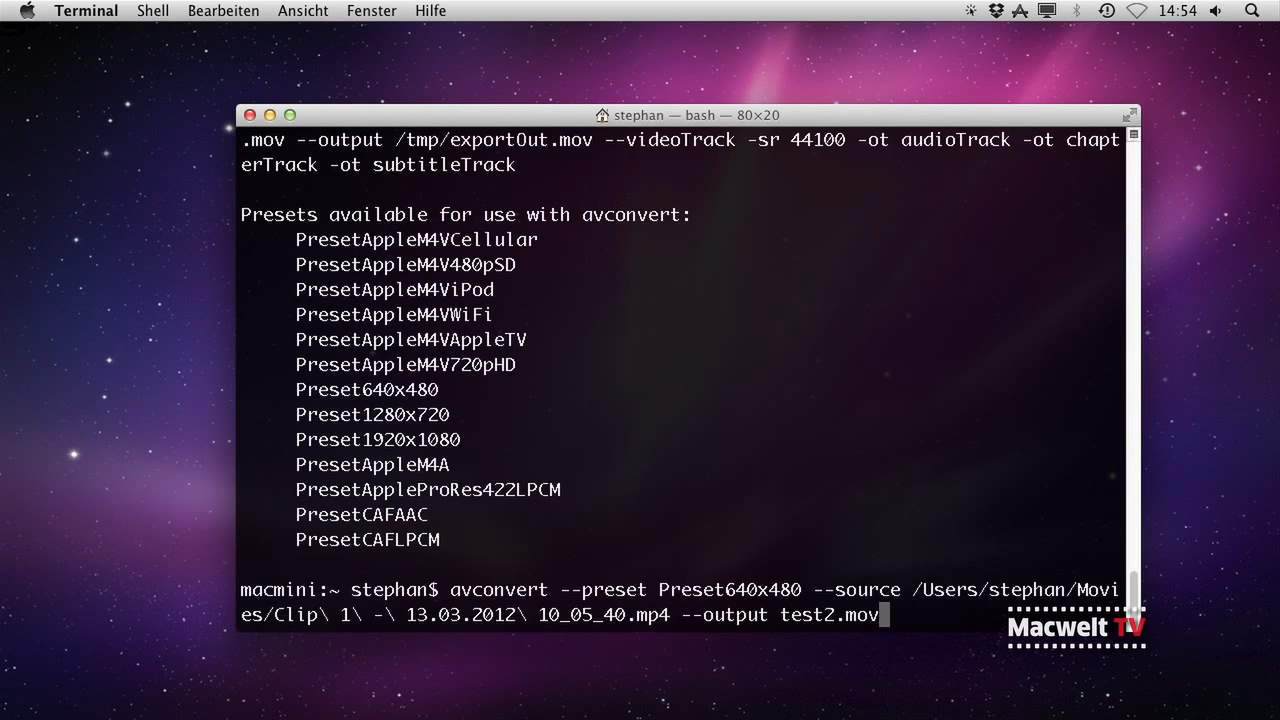 Terminal Shell Bearbeiten Ansicht Fenster Hilfe 14:54
stephan — bash — 80×20
.mov --output /tmp/exportOut.mov --videoTrack -sr 44100 -ot audioTrack -ot chapt
erTrack -ot subtitleTrack
Presets available for use with avconvert:
PresetAppleM4VCellular
PresetAppleM4V480pSD
PresetAppleM4ViPod
PresetAppleM4VWiFi
PresetAppleM4VAppleTV
PresetAppleM4V720pHD
Preset640x480
Preset1280x720
Preset1920x1080
PresetAppleM4A
PresetAppleProRes422LPCM
PresetCAFAAC
PresetCAFLPCM
macmini:~ stephan$ avconvert --preset Preset640x480 --source /Users/stephan/Movi
es/Clip\ 1\ -\ 13.03.2012\ 10_05_40.mp4 --output test2.mov
Macwelt TV